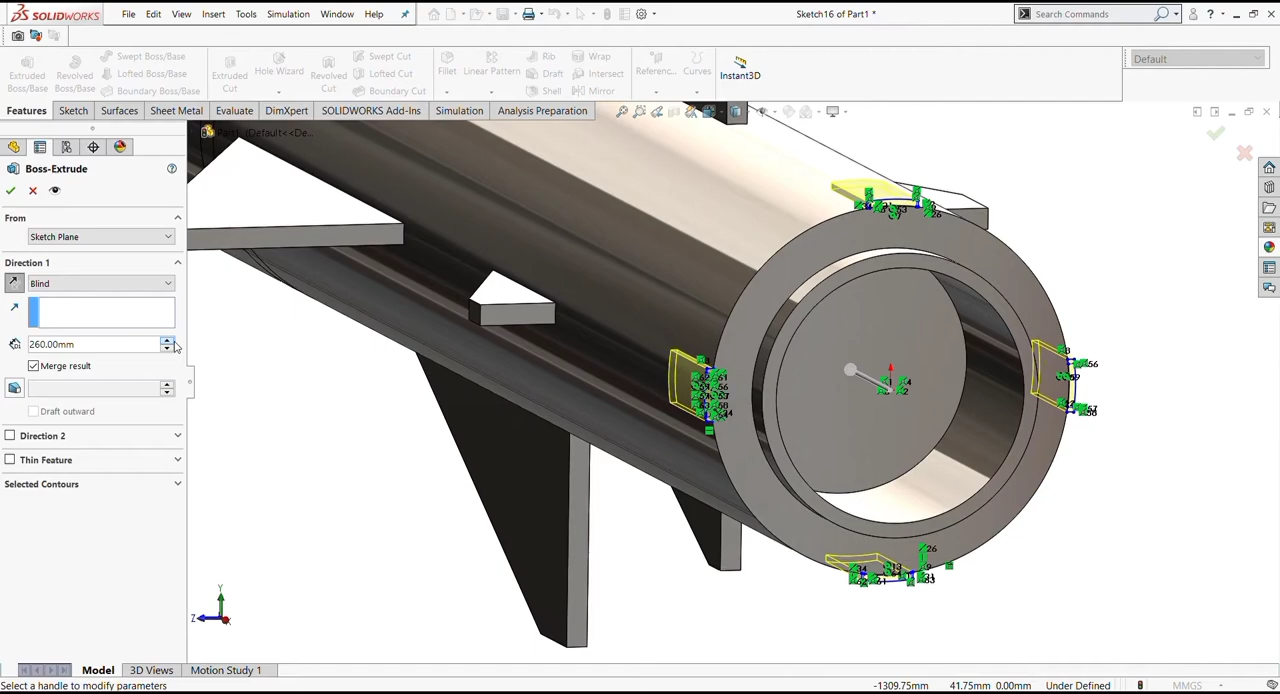 SOLIDWORKS File Edit View Insert Tools Simulation Window Help Sketch16 of Part1 * Search Commands ?
Extruded Boss/Base
Revolved Boss/Base
Swept Boss/Base
Lofted Boss/Base
Boundary Boss/Base
Extruded Cut
Hole Wizard
Revolved Cut
Swept Cut
Lofted Cut
Boundary Cut
Fillet
Linear Pattern
Rib
Draft
Shell
Wrap
Intersect
Mirror
Referenc...
Curves
Instant3D
Default
Features Sketch Surfaces Sheet Metal Evaluate DimXpert SOLIDWORKS Add-Ins Simulation Analysis Preparation
Part1 (Default<<De...
Boss-Extrude
From
Sketch Plane
Direction 1
Blind
260.00mm
Merge result
Draft outward
Direction 2
Thin Feature
Selected Contours
Y
Z
Model 3D Views Motion Study 1
Select a handle to modify parameters -1309.75mm 41.75mm 0.00mm Under Defined MMGS